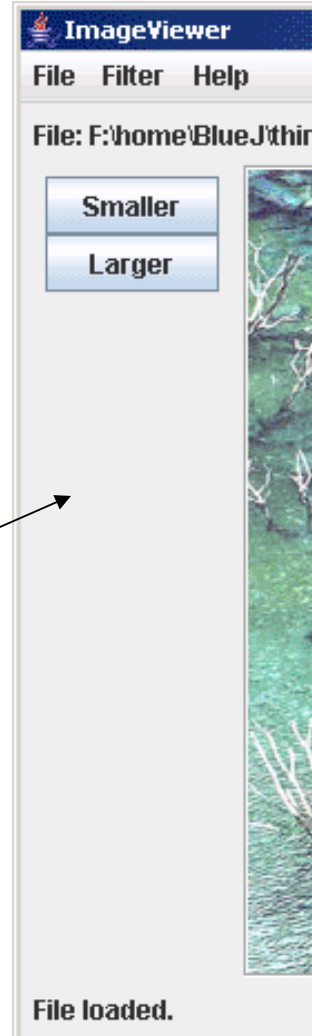 ImageViewer
File Filter Help
File: F:\home\BlueJ\thir
Smaller
Larger
File loaded.